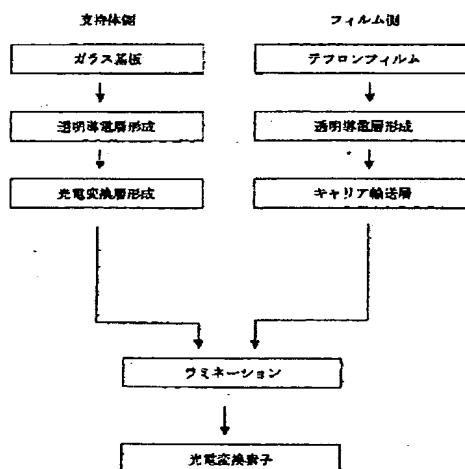 支持体側
フィルム側
ガラス基板
テフロンフィルム
透明導電層形成
透明導電層形成
光電変換層形成
キャリア輸送層
ラミネーション
光電変換素子